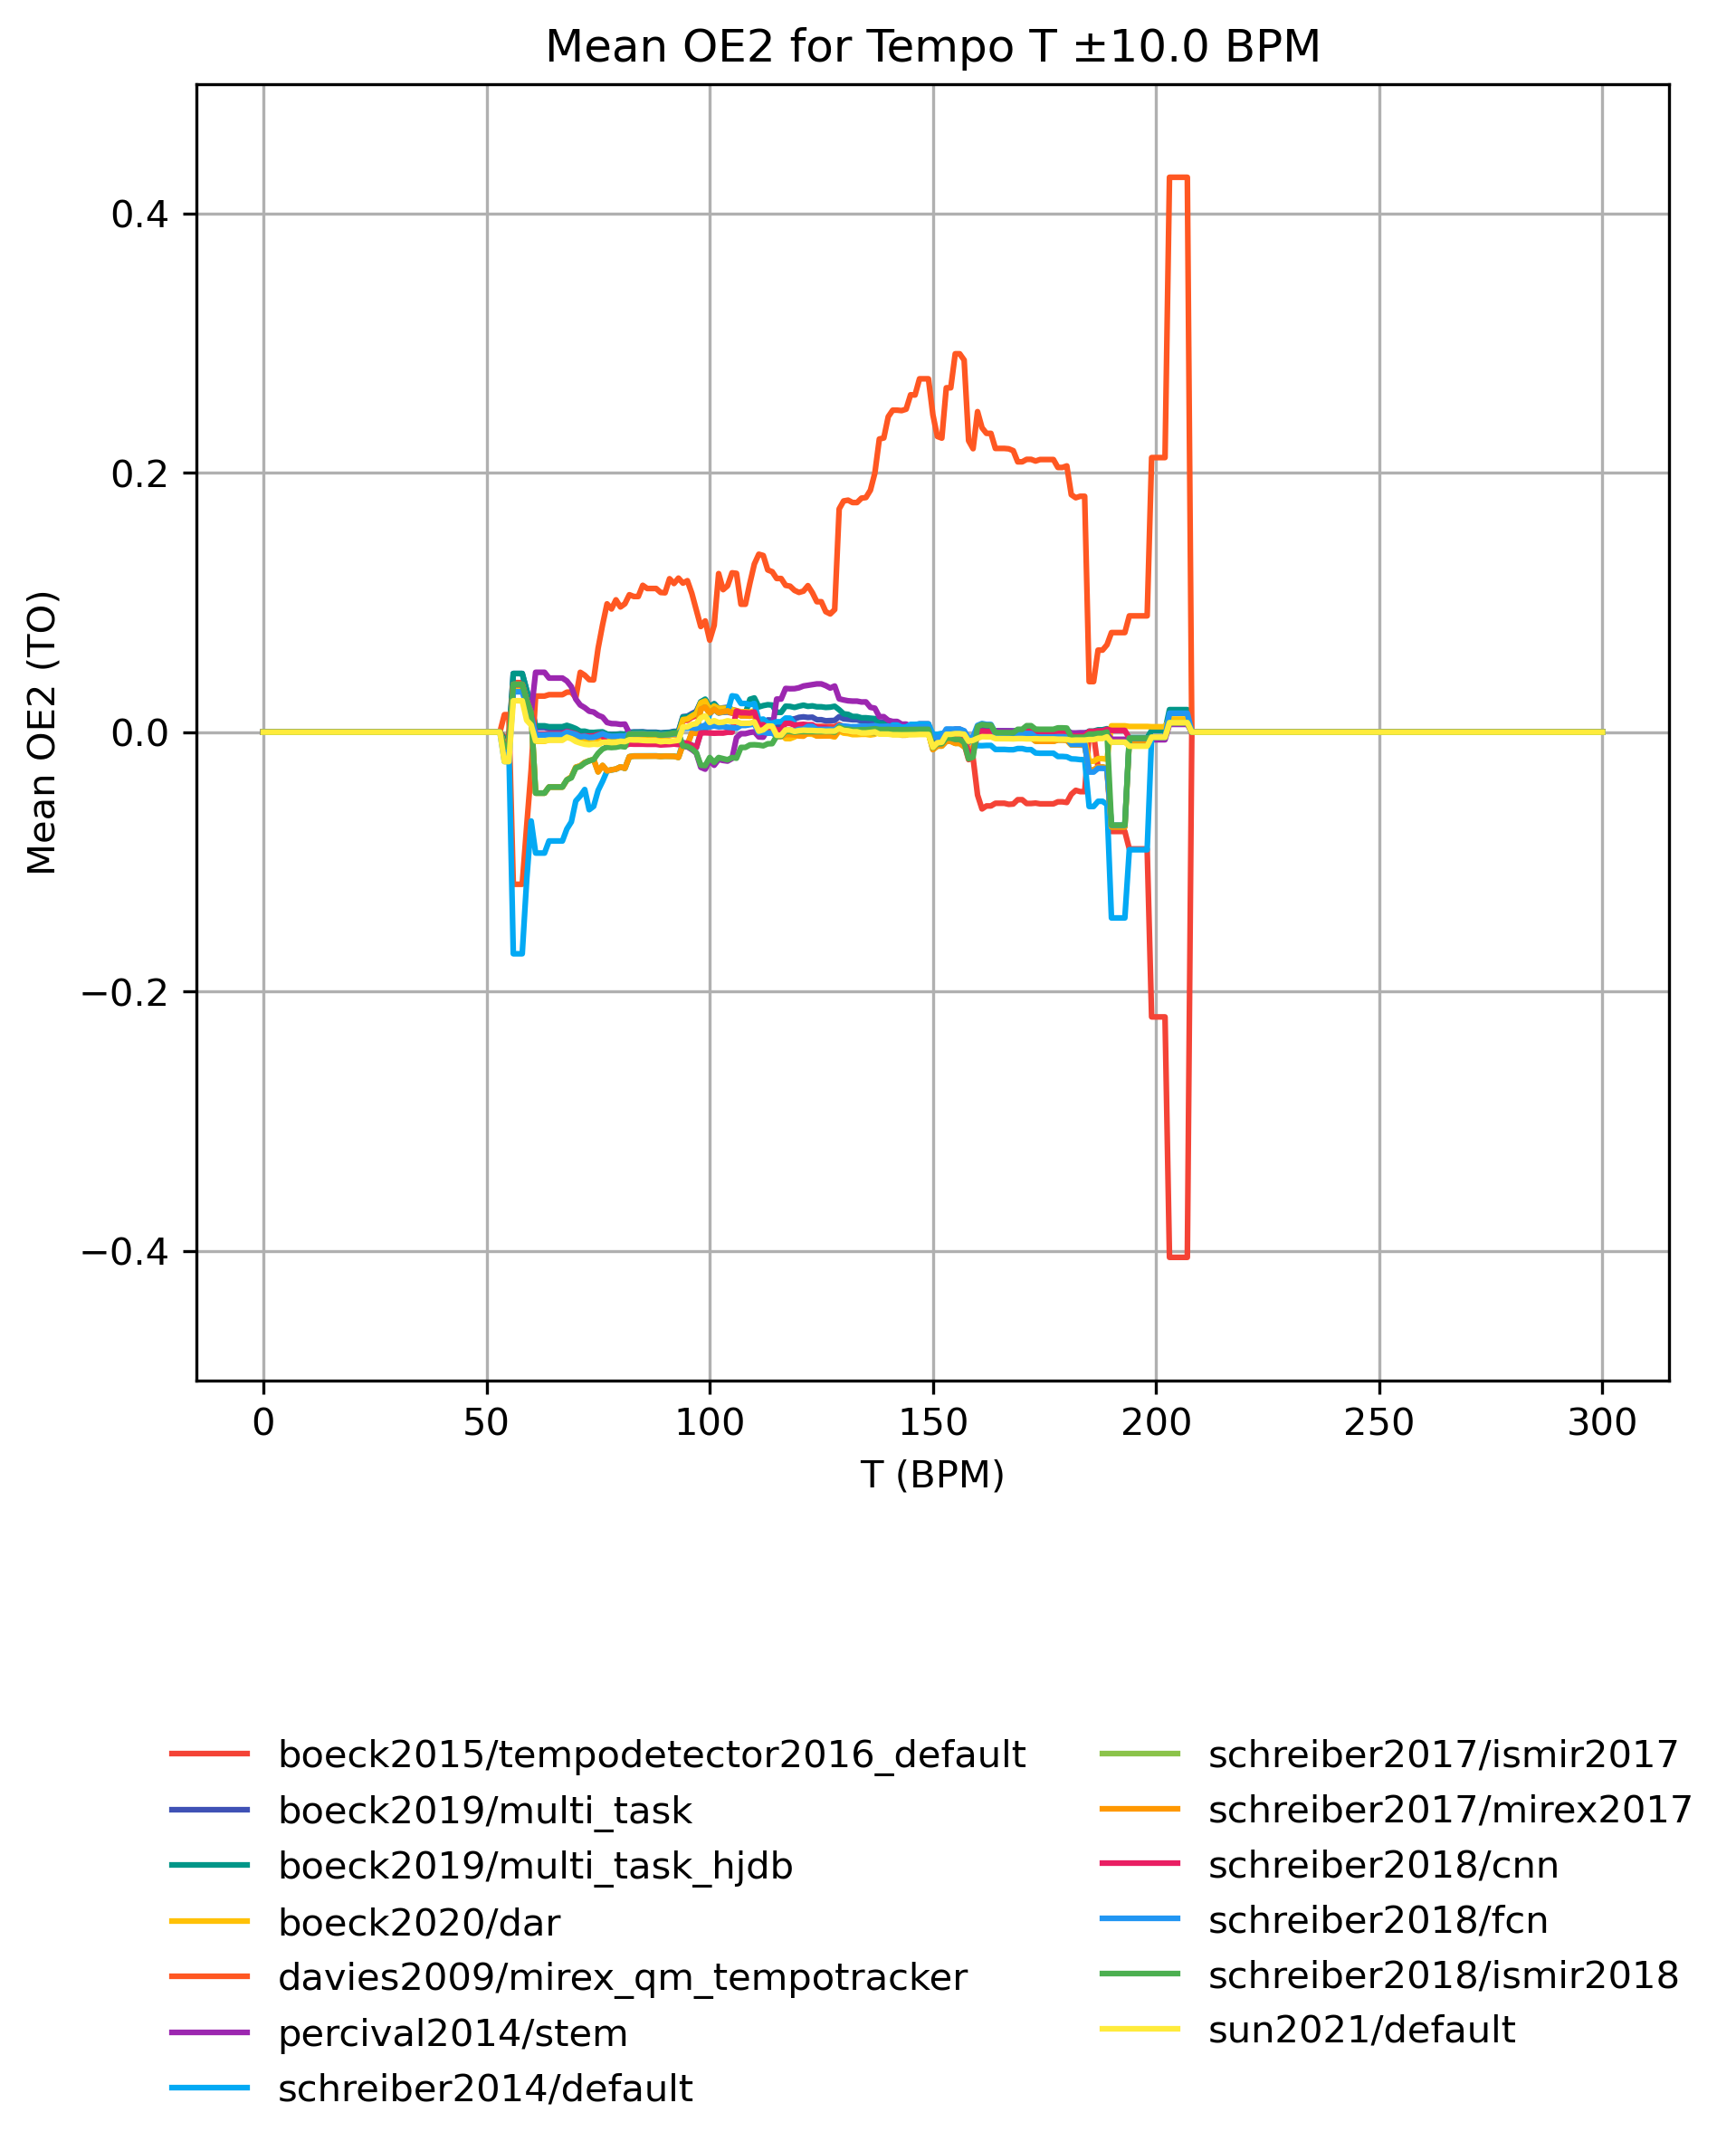 Mean OE2 for Tempo T ±10.0 BPM
Mean OE2 (TO)
0.4
0.2
0.0
−0.2
−0.4
0 50 100 150 200 250 300
T (BPM)
boeck2015/tempodetector2016_default
boeck2019/multi_task
boeck2019/multi_task_hjdb
boeck2020/dar
davies2009/mirex_qm_tempotracker
percival2014/stem
schreiber2014/default
schreiber2017/ismir2017
schreiber2017/mirex2017
schreiber2018/cnn
schreiber2018/fcn
schreiber2018/ismir2018
sun2021/default